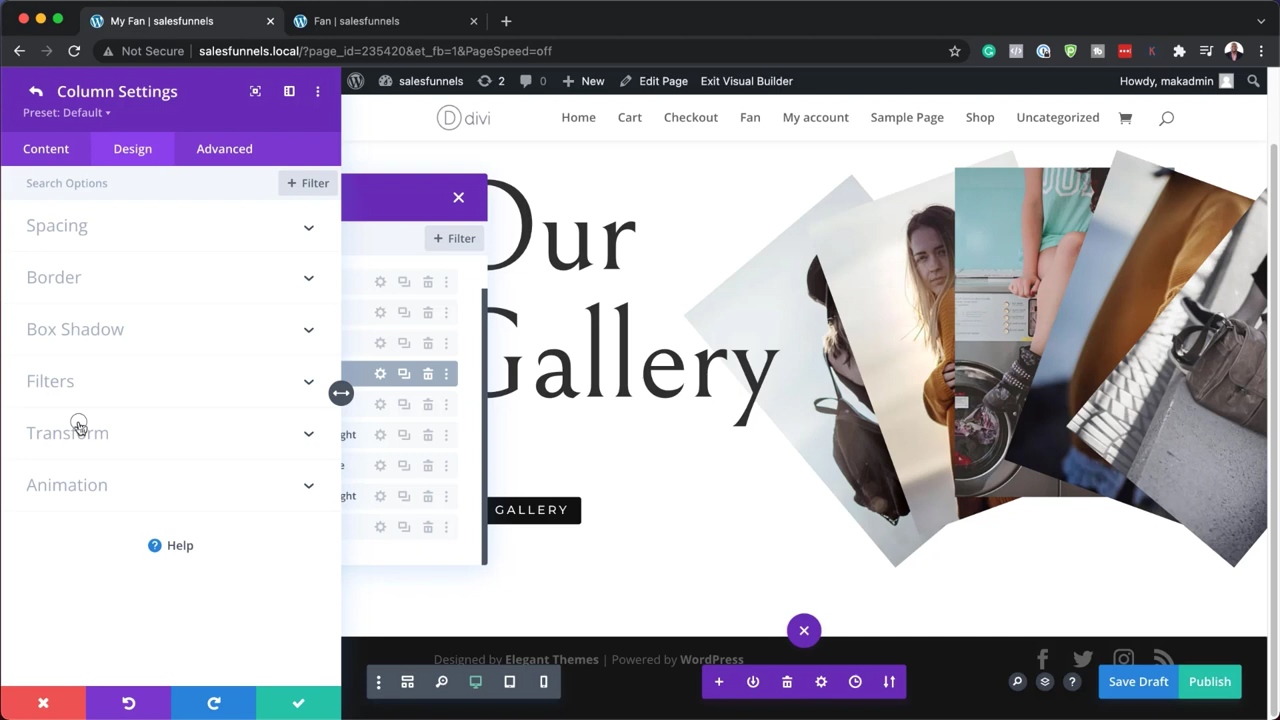 My Fan | salesfunnels
Fan | salesfunnels
Not Secure
salesfunnels.local/?page_id=235420&et_fb=1&PageSpeed=off
Column Settings
Preset: Default
Content
Design
Advanced
Search Options
+ Filter
Spacing
Border
Box Shadow
Filters
Transform
Animation
Help
salesfunnels
2
0
New
Edit Page
Exit Visual Builder
Howdy, makadmin
divi
Home
Cart
Checkout
Fan
My account
Sample Page
Shop
Uncategorized
+ Filter
ght
e
ght
Our
Gallery
GALLERY
Designed by Elegant Themes | Powered by WordPress
Save Draft
Publish